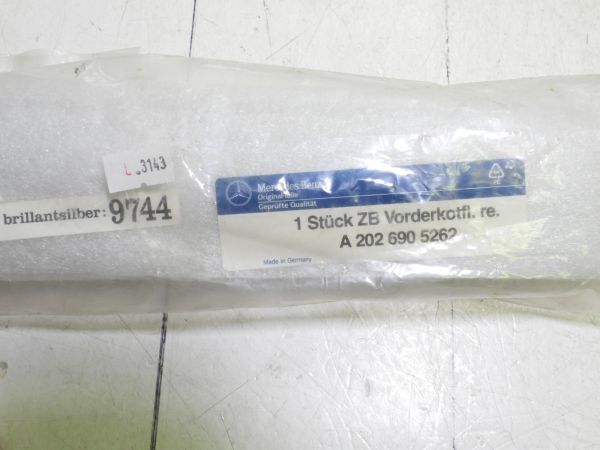 L .3143
brillantsilber: 9744
Mercedes-Benz
Originalteile
Geprüfte Qualität
PE
1 Stück ZB Vorderkotfl. re.
A 202 690 5262
Made in Germany